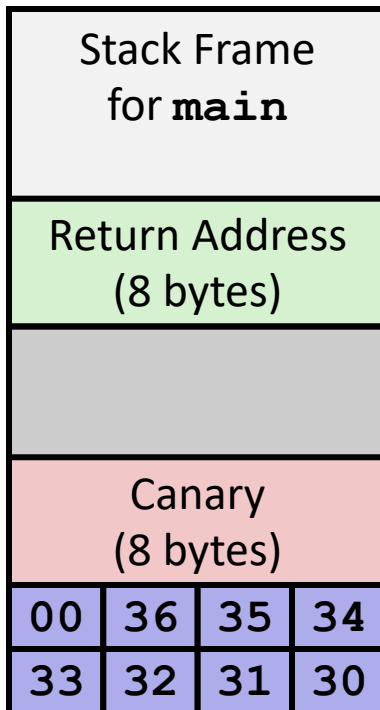 Stack Frame
for main
Return Address
(8 bytes)
Canary
(8 bytes)
00 36 35 34
33 32 31 30